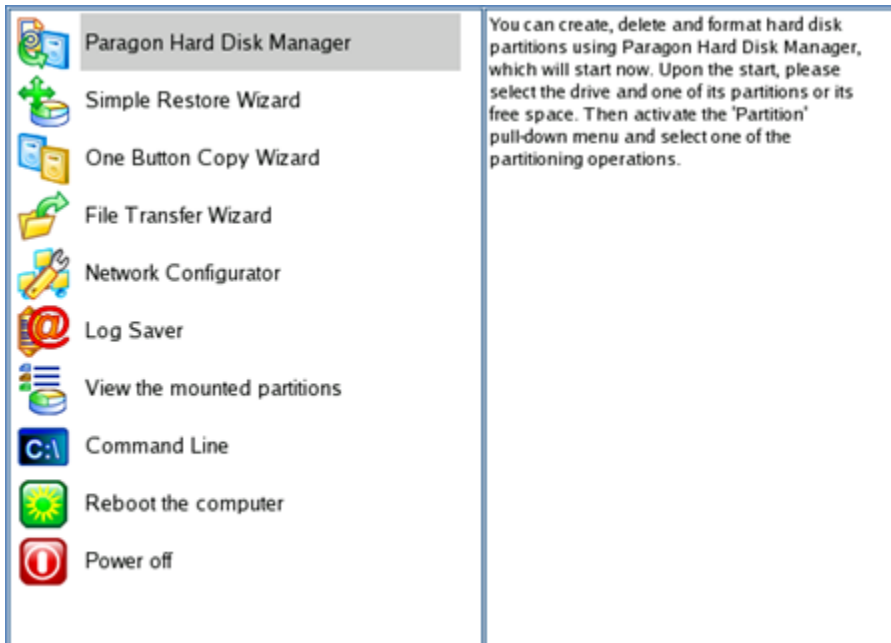 Paragon Hard Disk Manager
Simple Restore Wizard
One Button Copy Wizard
File Transfer Wizard
Network Configurator
@
Log Saver
View the mounted partitions
C:\
Command Line
Reboot the computer
Power off
You can create, delete and format hard disk
partitions using Paragon Hard Disk Manager,
which will start now. Upon the start, please
select the drive and one of its partitions or its
free space. Then activate the 'Partition'
pull-down menu and select one of the
partitioning operations.